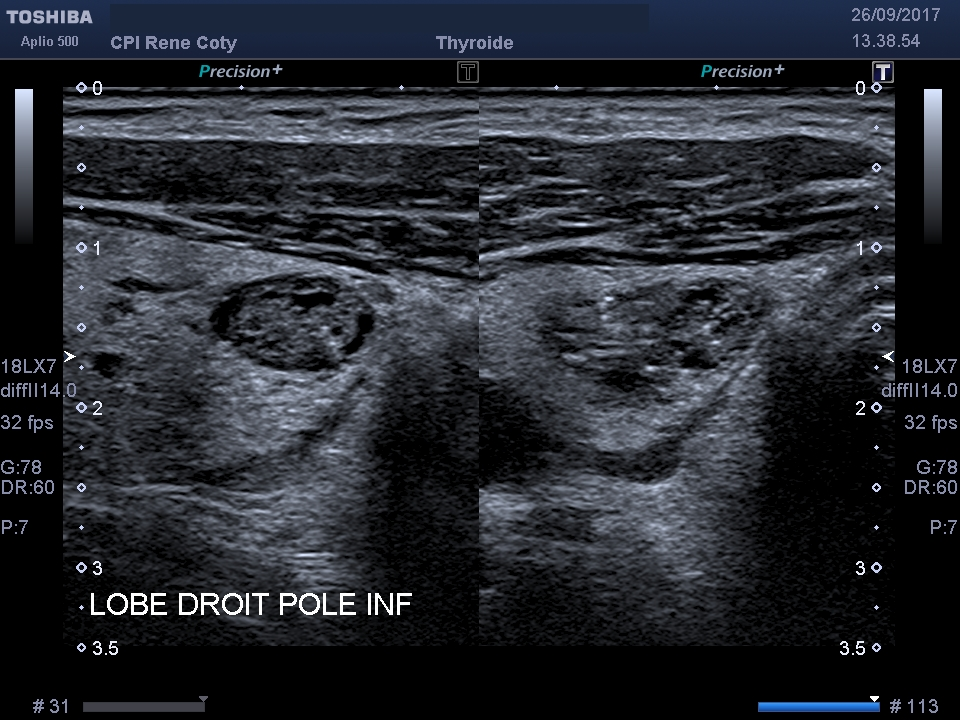 TOSHIBA
Aplio 500
CPI Rene Coty
Thyroide
26/09/2017
13.38.54
Precision+
T
Precision+
T
0
0
1
1
18LX7
18LX7
diffII14.0
diffII14.0
2
2
32 fps
32 fps
G:78
G:78
DR:60
DR:60
P:7
P:7
3
3
LOBE DROIT POLE INF
3.5
3.5
# 31
# 113